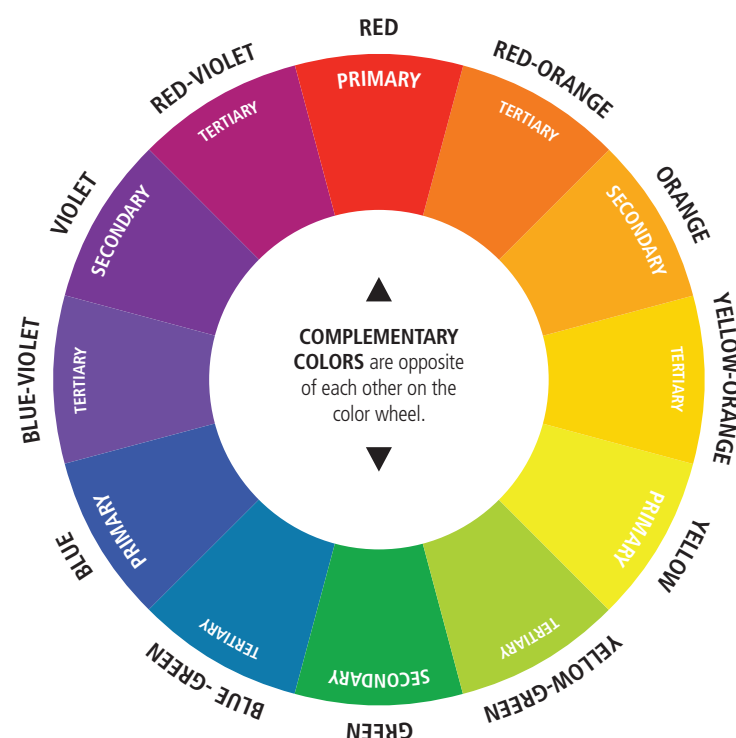 RED
PRIMARY
RED-ORANGE
TERTIARY
ORANGE
SECONDARY
YELLOW-ORANGE
TERTIARY
YELLOW
PRIMARY
YELLOW-GREEN
TERTIARY
GREEN
SECONDARY
BLUE - GREEN
TERTIARY
BLUE
PRIMARY
BLUE-VIOLET
TERTIARY
VIOLET
SECONDARY
RED-VIOLET
TERTIARY
COMPLEMENTARY
COLORS are opposite
of each other on the
color wheel.